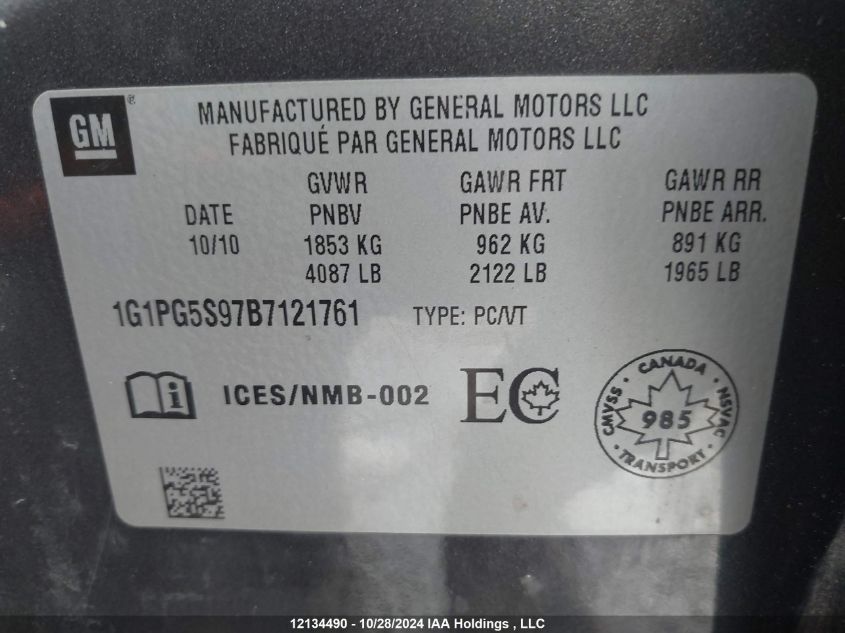 GM ®
MANUFACTURED BY GENERAL MOTORS LLC
FABRIQUÉ PAR GENERAL MOTORS LLC
GVWR GAWR FRT GAWR RR
DATE PNBV PNBE AV. PNBE ARR.
10/10 1853 KG 962 KG 891 KG
4087 LB 2122 LB 1965 LB
1G1PG5S97B7121761 TYPE: PC/VT
i ICES/NMB-002 EC
CMVSS • CANADA • NSVAC
985
• TRANSPORT •
12134490 - 10/28/2024 IAA Holdings , LLC